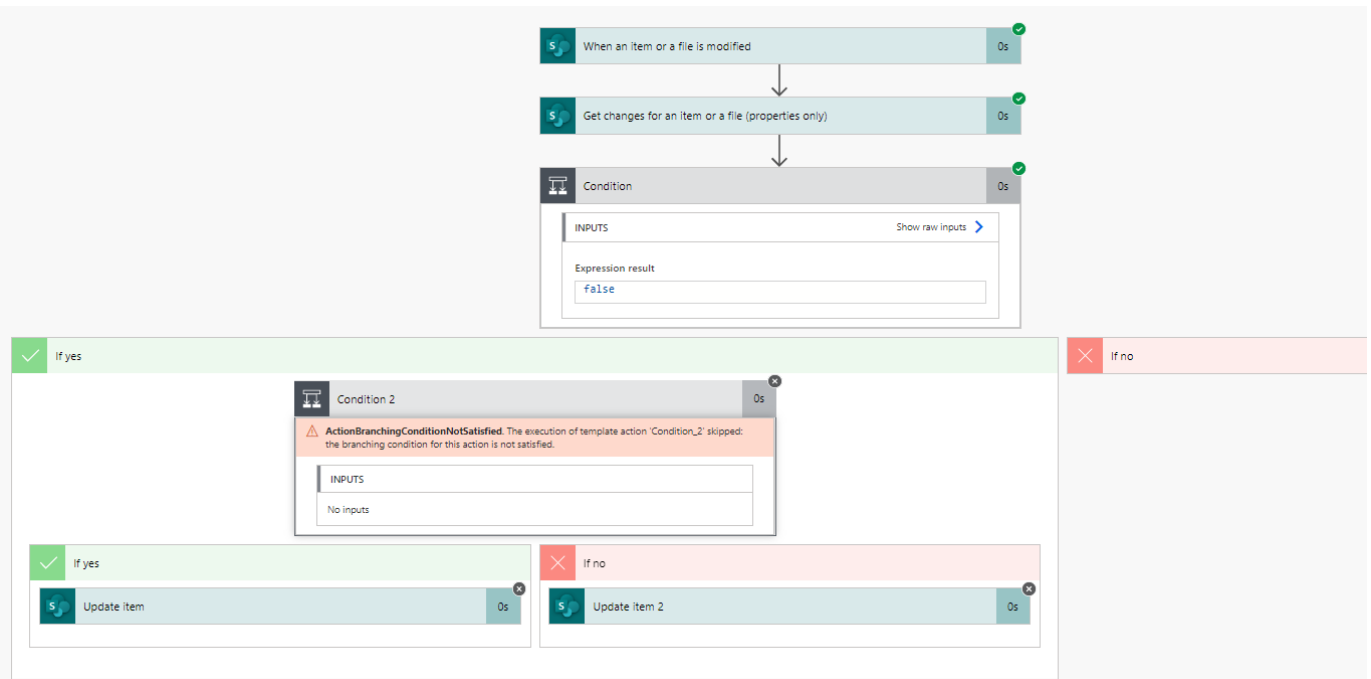 When an item or a file is modified
0s
Get changes for an item or a file (properties only)
0s
Condition
0s
INPUTS
Show raw inputs
Expression result
false
If yes
If no
Condition 2
0s
ActionBranchingConditionNotSatisfied. The execution of template action 'Condition_2' skipped:
the branching condition for this action is not satisfied.
INPUTS
No inputs
If yes
If no
Update item
0s
Update item 2
0s